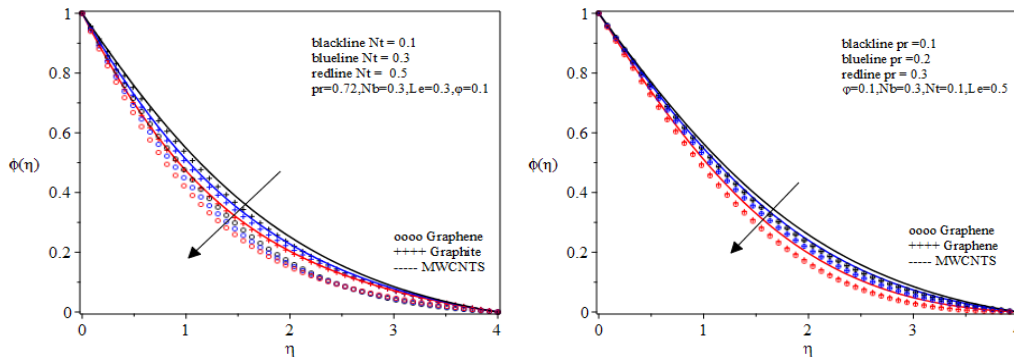 1
blackline Nt = 0.1
blueline Nt = 0.3
redline Nt = 0.5
pr=0.72,Nb=0.3,Le=0.3,φ=0.1
0.8
0.6
ϕ(η)
0.4
oooo Graphene
++++ Graphite
----- MWCNTS
0.2
0
0
1
2
3
4
η
1
blackline pr=0.1
blueline pr=0.2
redline pr = 0.3
φ=0.1,Nb=0.3,Nt=0.1,Le=0.5
0.8
0.6
ϕ(η)
0.4
oooo Graphene
++++ Graphene
----- MWCNTS
0.2
0
0
1
2
3
4
η